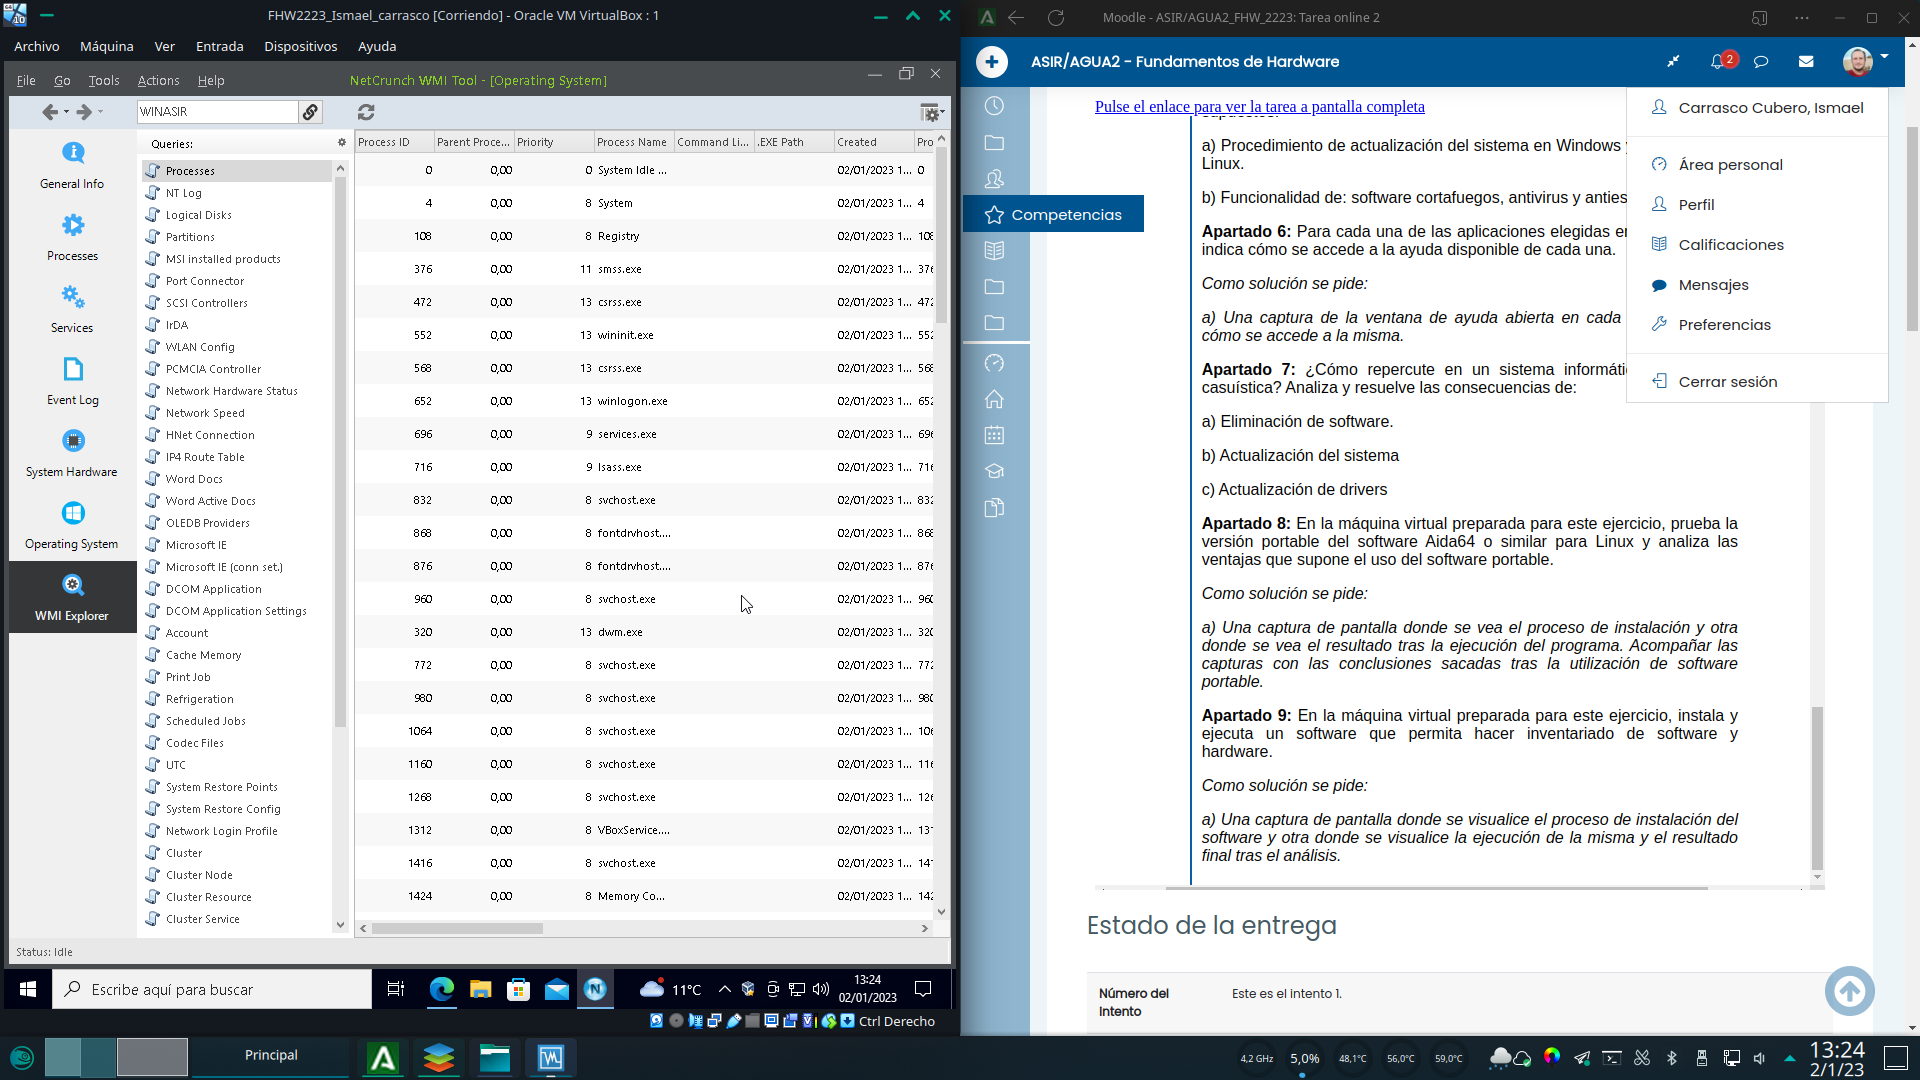 FHW2223_Ismael_carrasco [Corriendo] - Oracle VM VirtualBox : 1
Archivo Máquina Ver Entrada Dispositivos Ayuda
File Go Tools Actions Help
NetCrunch WMI Tool - [Operating System]
WINASIR
General Info
Processes
Services
Event Log
System Hardware
Operating System
WMI Explorer
Queries:
Processes
NT Log
Logical Disks
Partitions
MSI installed products
Port Connector
SCSI Controllers
IrDA
WLAN Config
PCMCIA Controller
Network Hardware Status
Network Speed
HNet Connection
IP4 Route Table
Word Docs
Word Active Docs
OLEDB Providers
Microsoft IE
Microsoft IE (conn set.)
DCOM Application
DCOM Application Settings
Account
Cache Memory
Print Job
Refrigeration
Scheduled Jobs
Codec Files
UTC
System Restore Points
System Restore Config
Network Login Profile
Cluster
Cluster Node
Cluster Resource
Cluster Service
Process ID Parent Proce... Priority Process Name Command Li... .EXE Path Created Pro
0 0,00 0 System Idle ... 02/01/2023 1... 0
4 0,00 8 System 02/01/2023 1... 4
108 0,00 8 Registry 02/01/2023 1... 108
376 0,00 11 smss.exe 02/01/2023 1... 376
472 0,00 13 csrss.exe 02/01/2023 1... 472
552 0,00 13 wininit.exe 02/01/2023 1... 552
568 0,00 13 csrss.exe 02/01/2023 1... 568
652 0,00 13 winlogon.exe 02/01/2023 1... 652
696 0,00 9 services.exe 02/01/2023 1... 696
716 0,00 9 lsass.exe 02/01/2023 1... 716
832 0,00 8 svchost.exe 02/01/2023 1... 832
868 0,00 8 fontdrvhost.... 02/01/2023 1... 868
876 0,00 8 fontdrvhost.... 02/01/2023 1... 876
960 0,00 8 svchost.exe 02/01/2023 1... 960
320 0,00 13 dwm.exe 02/01/2023 1... 320
772 0,00 8 svchost.exe 02/01/2023 1... 772
980 0,00 8 svchost.exe 02/01/2023 1... 980
1064 0,00 8 svchost.exe 02/01/2023 1... 106
1160 0,00 8 svchost.exe 02/01/2023 1... 116
1268 0,00 8 svchost.exe 02/01/2023 1... 126
1312 0,00 8 VBoxService.... 02/01/2023 1... 131
1416 0,00 8 svchost.exe 02/01/2023 1... 141
1424 0,00 8 Memory Co... 02/01/2023 1... 142
Status: Idle
Escribe aquí para buscar
11°C
13:24
02/01/2023
Ctrl Derecho
Moodle - ASIR/AGUA2_FHW_2223: Tarea online 2
ASIR/AGUA2 - Fundamentos de Hardware
2
Competencias
Pulse el enlace para ver la tarea a pantalla completa
supuestos:
a) Procedimiento de actualización del sistema en Windows y
Linux.
b) Funcionalidad de: software cortafuegos, antivirus y anties
Apartado 6: Para cada una de las aplicaciones elegidas en
indica cómo se accede a la ayuda disponible de cada una.
Como solución se pide:
a) Una captura de la ventana de ayuda abierta en cada
cómo se accede a la misma.
Apartado 7: ¿Cómo repercute en un sistema informáti
casuística? Analiza y resuelve las consecuencias de:
a) Eliminación de software.
b) Actualización del sistema
c) Actualización de drivers
Apartado 8: En la máquina virtual preparada para este ejercicio, prueba la
versión portable del software Aida64 o similar para Linux y analiza las
ventajas que supone el uso del software portable.
Como solución se pide:
a) Una captura de pantalla donde se vea el proceso de instalación y otra
donde se vea el resultado tras la ejecución del programa. Acompañar las
capturas con las conclusiones sacadas tras la utilización de software
portable.
Apartado 9: En la máquina virtual preparada para este ejercicio, instala y
ejecuta un software que permita hacer inventariado de software y
hardware.
Como solución se pide:
a) Una captura de pantalla donde se visualice el proceso de instalación del
software y otra donde se visualice la ejecución de la misma y el resultado
final tras el análisis.
Carrasco Cubero, Ismael
Área personal
Perfil
Calificaciones
Mensajes
Preferencias
Cerrar sesión
Estado de la entrega
Número del
Intento
Este es el intento 1.
Principal
4,2 GHz 5,0% 48,1°C 56,0°C 59,0°C
13:24
2/1/23